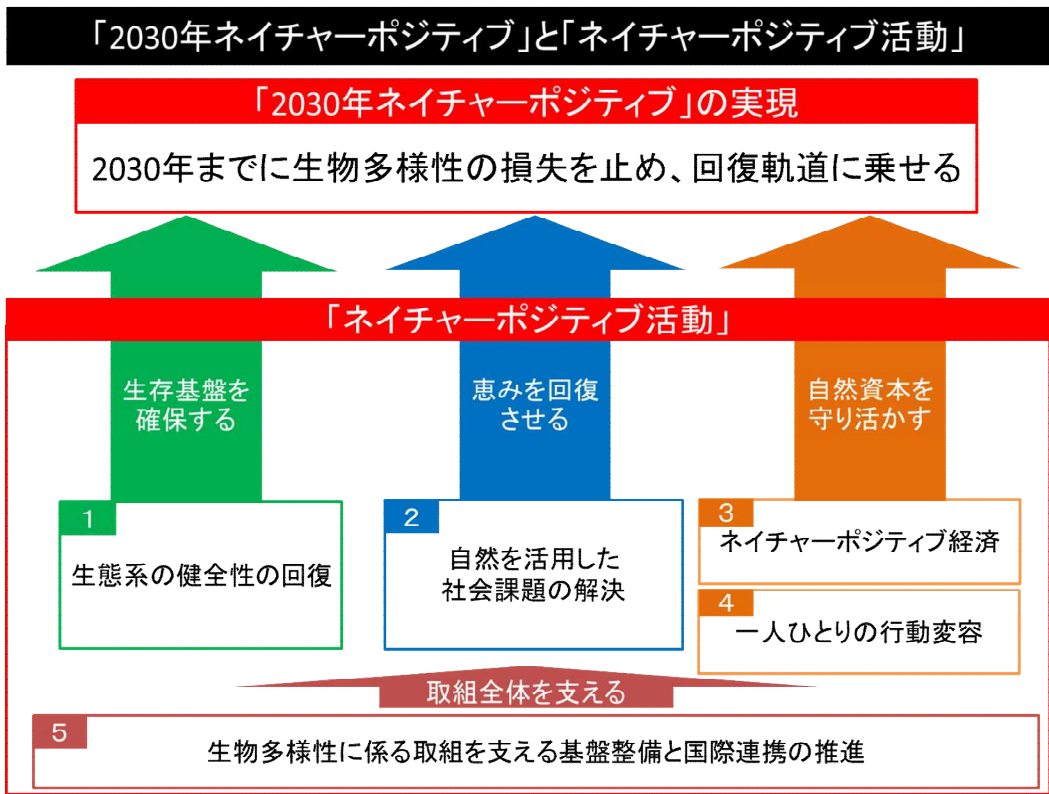 「2030年ネイチャーポジティブ」と「ネイチャーポジティブ活動」
「2030年ネイチャーポジティブ」の実現
2030年までに生物多様性の損失を止め、回復軌道に乗せる
「ネイチャーポジティブ活動」
生存基盤を
確保する
恵みを回復
させる
自然資本を
守り活かす
1
生態系の健全性の回復
2
自然を活用した
社会課題の解決
3
ネイチャーポジティブ経済
4
一人ひとりの行動変容
取組全体を支える
5
生物多様性に係る取組を支える基盤整備と国際連携の推進